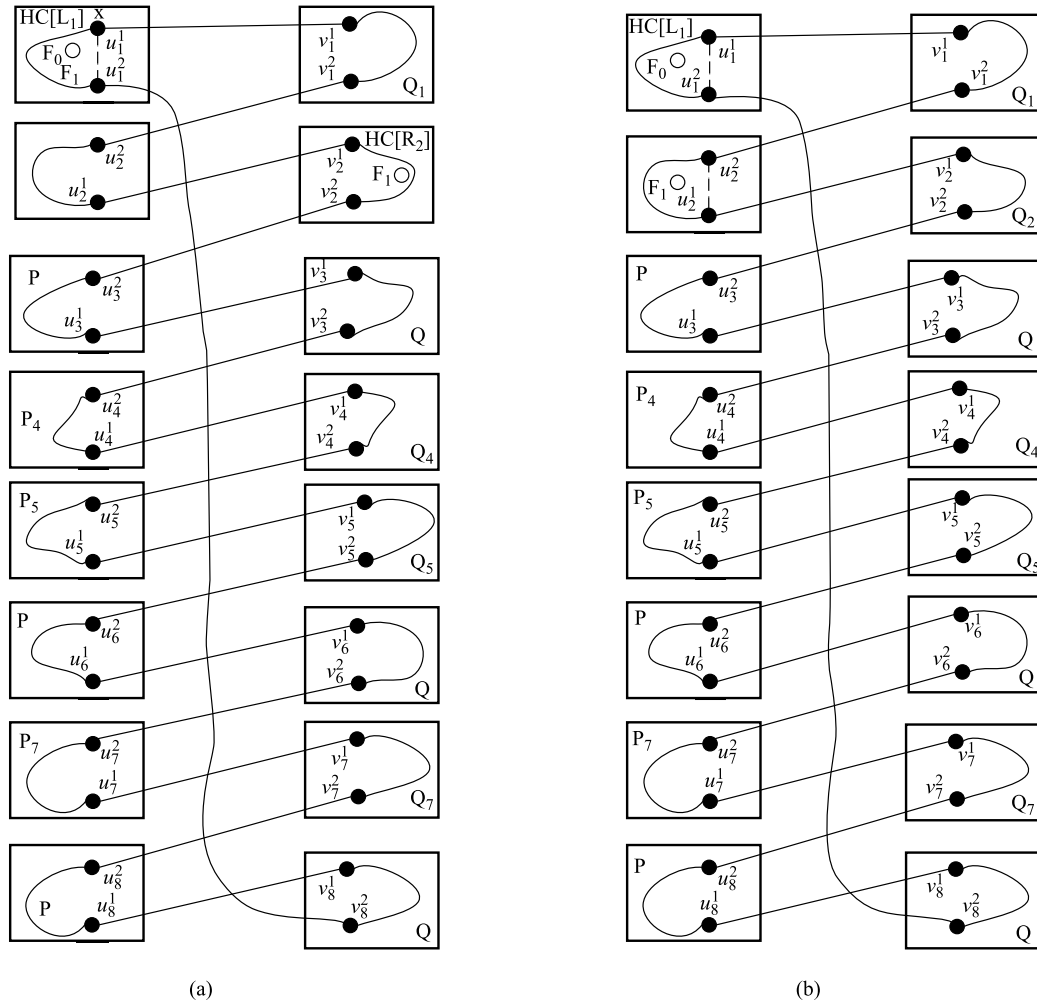 HC[L₁] x
F₀ u₁¹
F₁ u₁²
v₁¹
v₁²
Q₁
u₂²
u₂¹
HC[R₂]
v₂¹
F₁
v₂²
P
u₃²
u₃¹
v₃¹
v₃²
Q
P₄
u₄²
u₄¹
v₄¹
v₄²
Q₄
P₅
u₅²
u₅¹
v₅¹
v₅²
Q₅
P
u₆²
u₆¹
v₆¹
v₆²
Q
P₇
u₇²
u₇¹
v₇¹
v₇²
Q₇
u₈²
P u₈¹
v₈¹
v₈²
Q
(a)
HC[L₁]
u₁¹
F₀ u₁²
v₁¹
v₁²
Q₁
u₂²
F₁ u₂¹
v₂¹
v₂²
Q₂
P
u₃²
u₃¹
v₃¹
v₃²
Q
P₄
u₄²
u₄¹
v₄¹
v₄²
Q₄
P₅
u₅²
u₅¹
v₅¹
v₅²
Q₅
P
u₆²
u₆¹
v₆¹
v₆²
Q
P₇
u₇²
u₇¹
v₇¹
v₇²
Q₇
P
u₈²
u₈¹
v₈¹
v₈²
Q
(b)